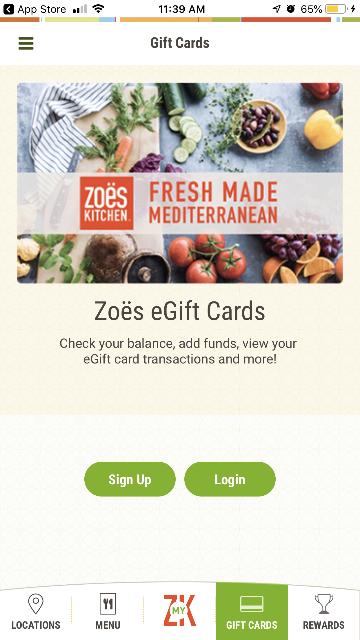 App Store 11:39 AM 65%
Gift Cards
ZOËS KITCHEN
FRESH MADE
MEDITERRANEAN
Zoës eGift Cards
Check your balance, add funds, view your
eGift card transactions and more!
Sign Up Login
ZK MY
LOCATIONS MENU GIFT CARDS REWARDS